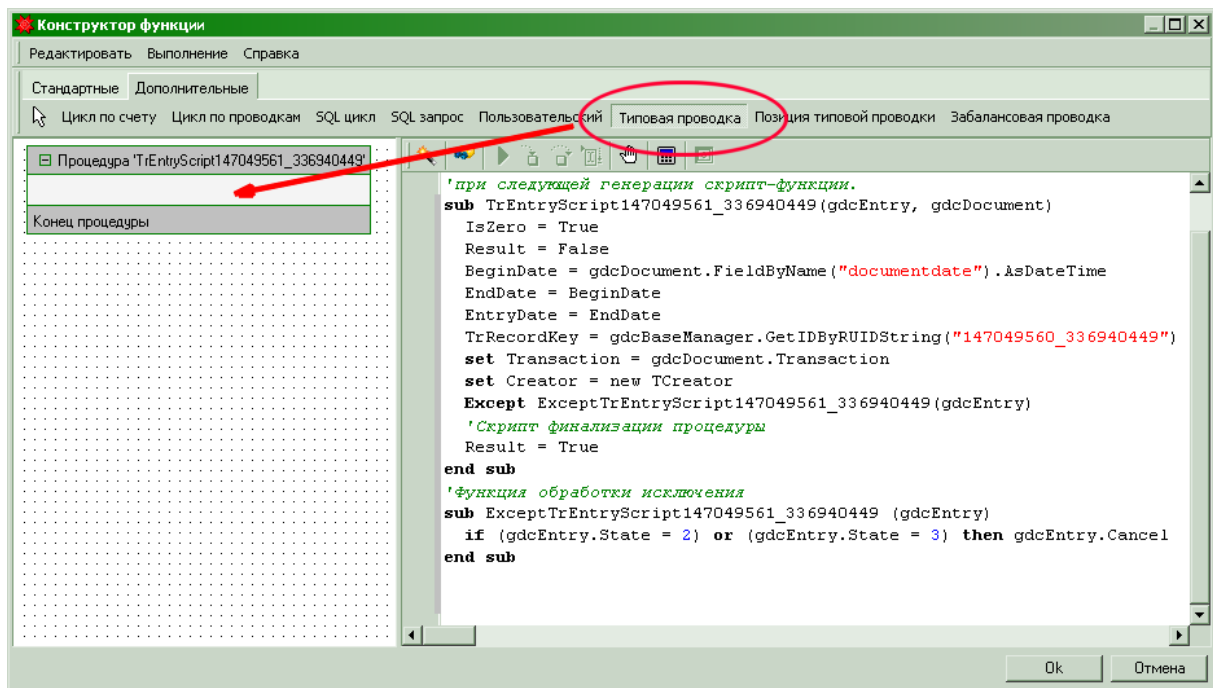 Конструктор функции
Редактировать Выполнение Справка
Стандартные Дополнительные
Цикл по счету Цикл по проводкам SQL цикл SQL запрос Пользовательский Типовая проводка Позиция типовой проводки Забалансовая проводка
Процедура 'TrEntryScript147049561_336940449'
Конец процедуры
'при следующей генерации скрипт-функции.
sub TrEntryScript147049561_336940449(gdcEntry, gdcDocument)
IsZero = True
Result = False
BeginDate = gdcDocument.FieldByName("documentdate").AsDateTime
EndDate = BeginDate
EntryDate = EndDate
TrRecordKey = gdcBaseManager.GetIDByRUIDString("147049560_336940449")
set Transaction = gdcDocument.Transaction
set Creator = new TCreator
Except ExceptTrEntryScript147049561_336940449(gdcEntry)
'Скрипт финализации процедуры
Result = True
end sub
'Функция обработки исключения
sub ExceptTrEntryScript147049561_336940449 (gdcEntry)
if (gdcEntry.State = 2) or (gdcEntry.State = 3) then gdcEntry.Cancel
end sub
Ok Отмена